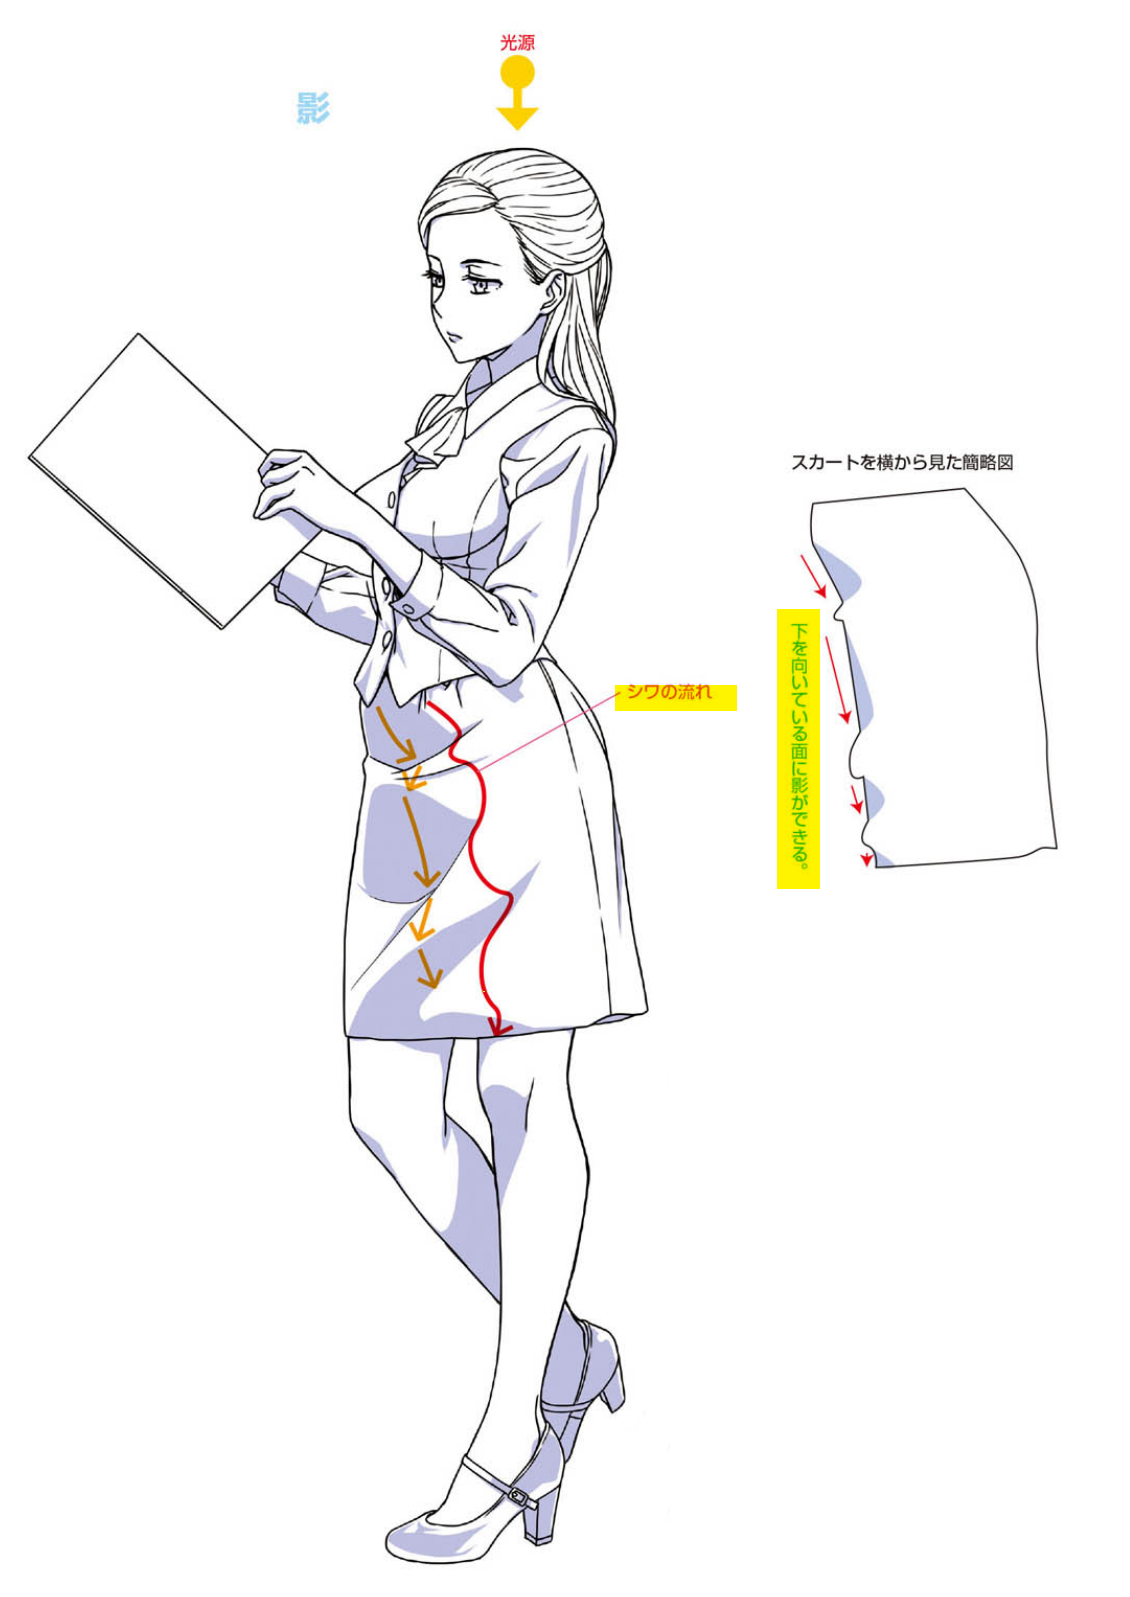 光源
影
スカートを横から見た簡略図
下を向いている面に影ができる。
シワの流れ